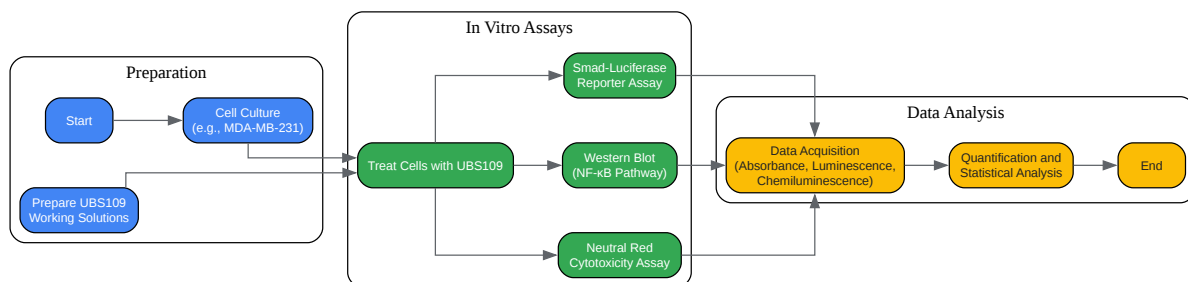 Preparation
Start
Cell Culture
(e.g., MDA-MB-231)
Prepare UBS109
Working Solutions
In Vitro Assays
Treat Cells with UBS109
Smad-Luciferase
Reporter Assay
Western Blot
(NF-κB Pathway)
Neutral Red
Cytotoxicity Assay
Data Analysis
Data Acquisition
(Absorbance, Luminescence,
Chemiluminescence)
Quantification and
Statistical Analysis
End